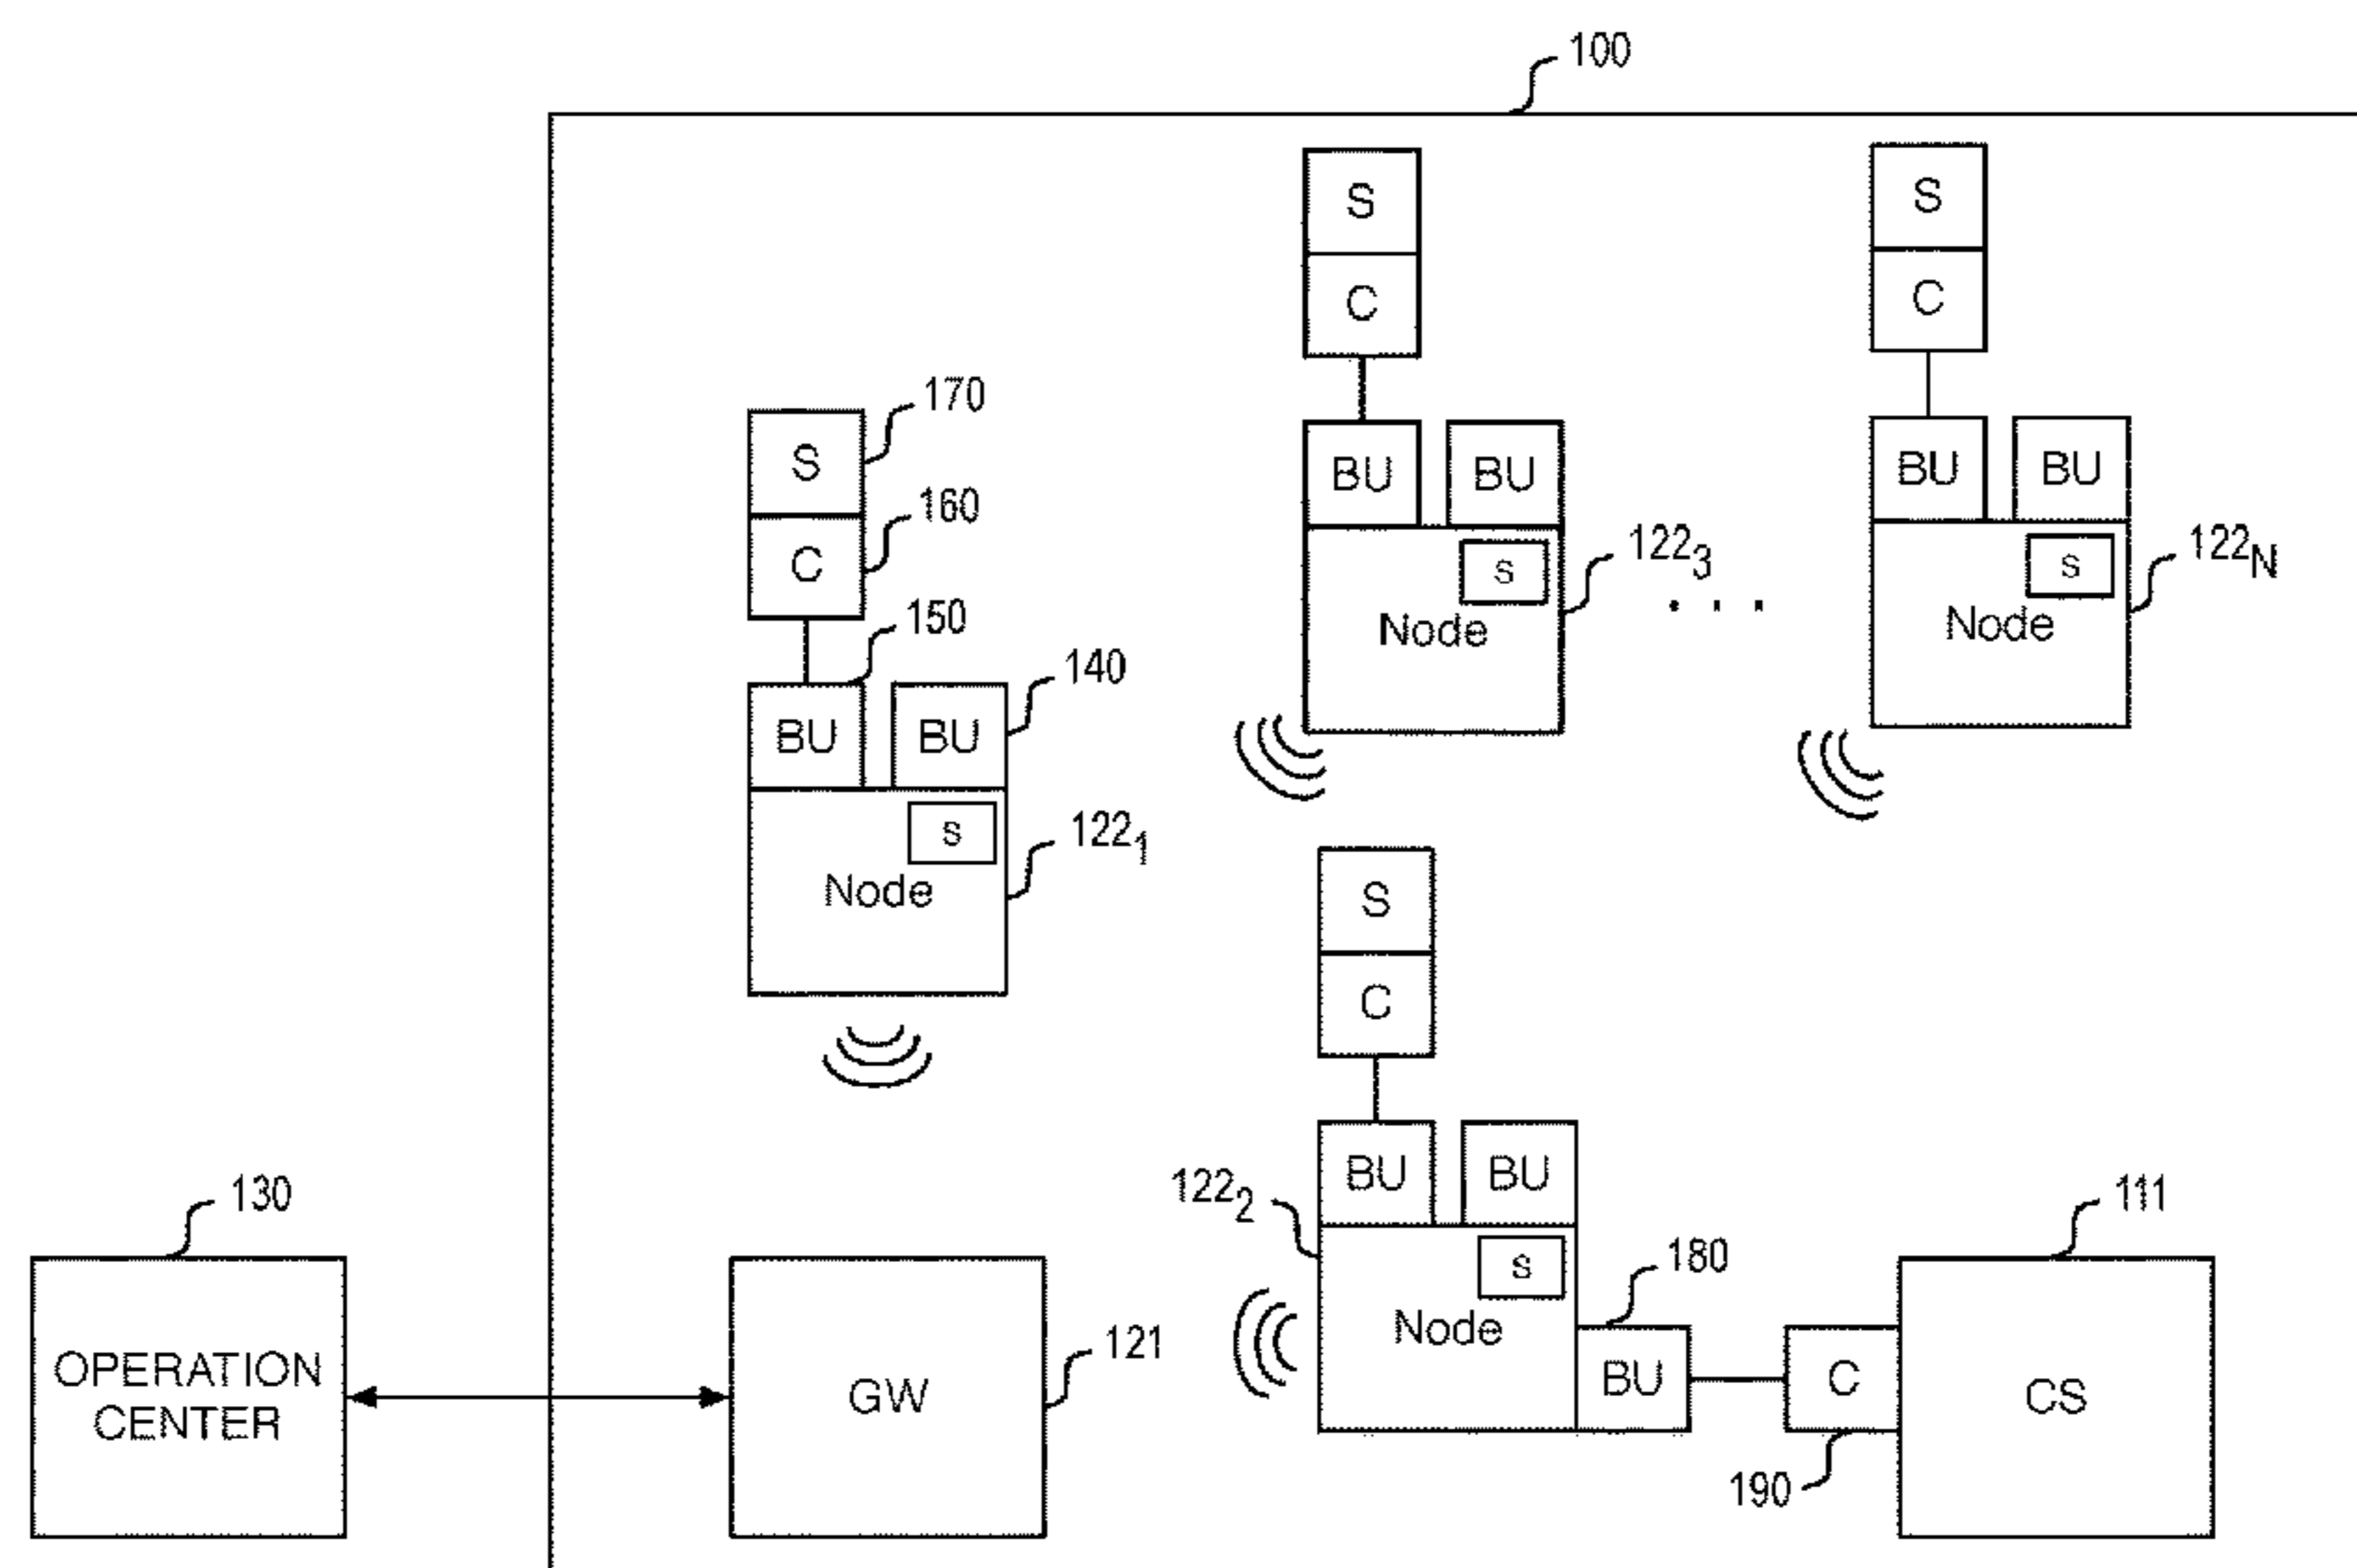 100
S
S
C
C
170
S
BU
BU
BU
BU
160
C
122₃
122N
s
s
150
Node
. . .
Node
140
BU
BU
s
122₁
Node
S
C
130
122₂
BU
BU
111
s
180
OPERATION
CENTER
GW
121
Node
BU
C
CS
190